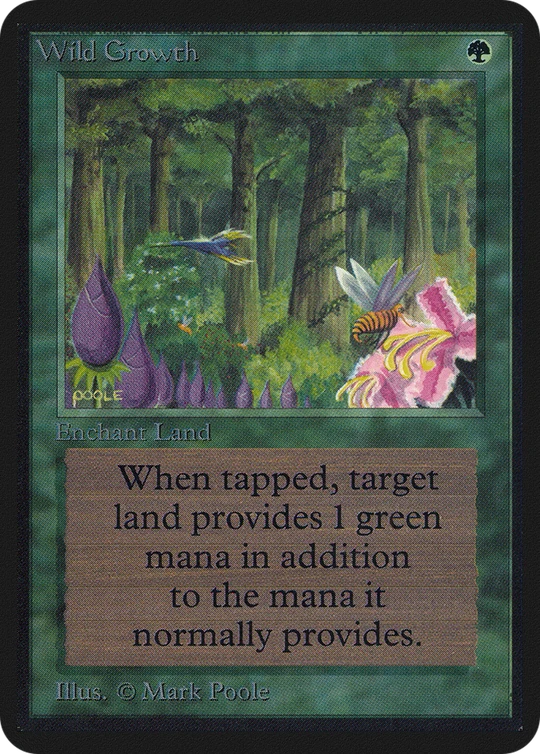 Wild Growth
POOLE
Enchant Land
When tapped, target
land provides 1 green
mana in addition
to the mana it
normally provides.
Illus. © Mark Poole